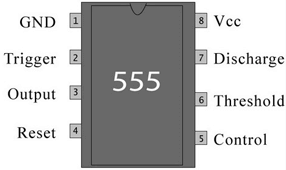 GND 1 8 Vcc
Trigger 2 7 Discharge
555
Output 3 6 Threshold
Reset 4 5 Control